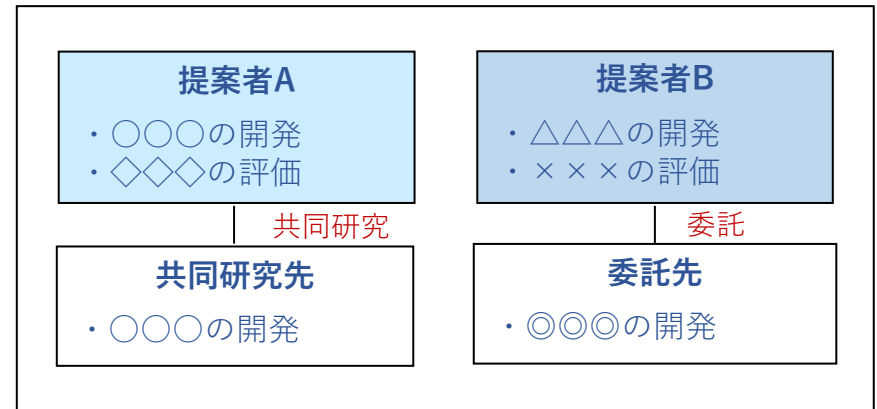 提案者A
・○○○の開発
・◇◇◇の評価
共同研究
共同研究先
・○○○の開発
提案者B
・△△△の開発
・×××の評価
委託
委託先
・◎◎◎の開発